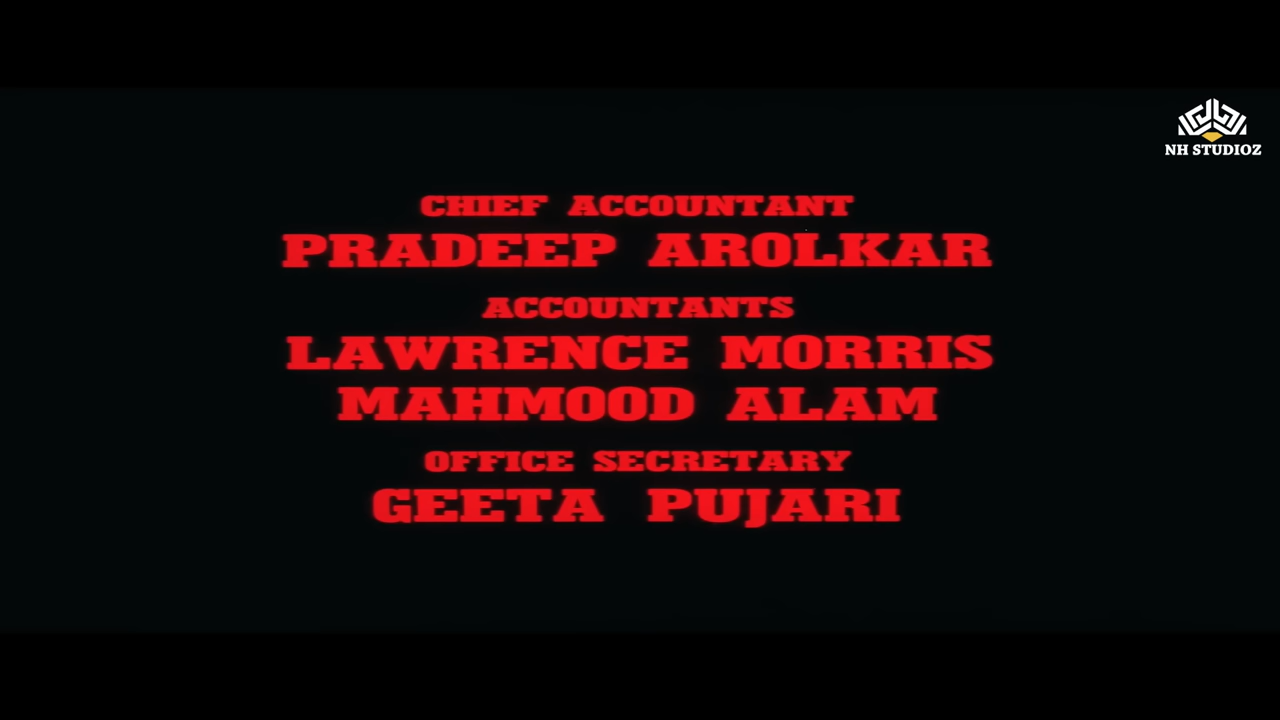 NH STUDIOZ
CHIEF ACCOUNTANT
PRADEEP AROLKAR
ACCOUNTANTS
LAWRENCE MORRIS
MAHMOOD ALAM
OFFICE SECRETARY
GEETA PUJARI